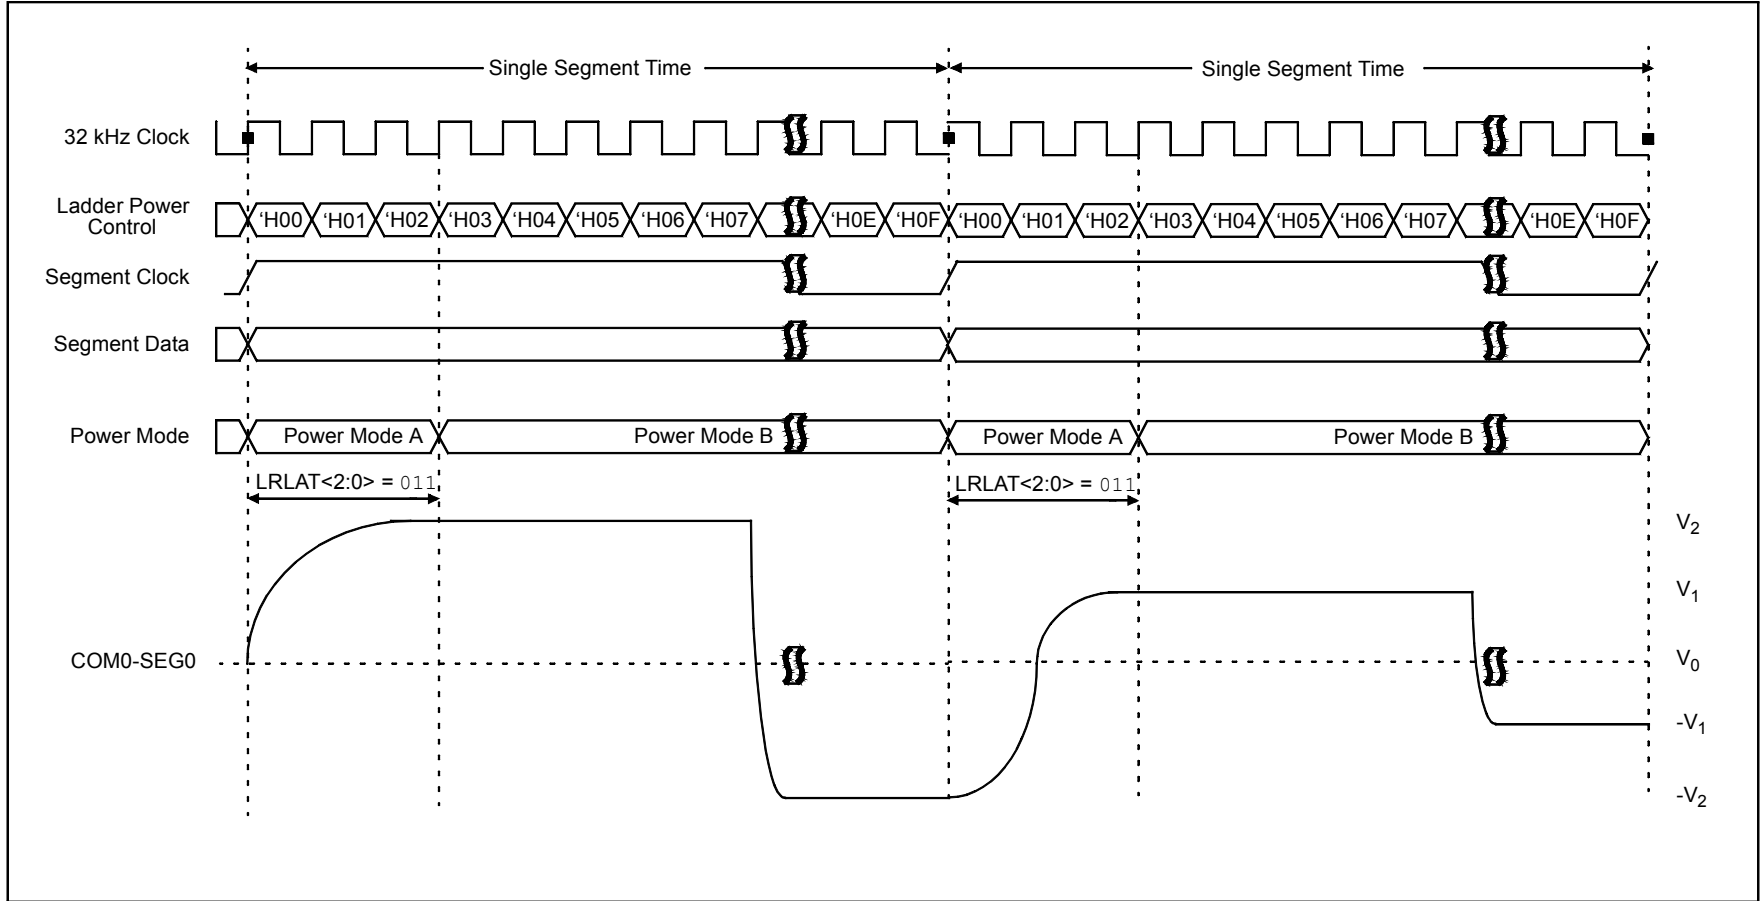 Single Segment Time Single Segment Time
32 kHz Clock
Ladder Power
Control
‘H00 ‘H01 ‘H02 ‘H03 ‘H04 ‘H05 ‘H06 ‘H07 ‘H0E ‘H0F ‘H00 ‘H01 ‘H02 ‘H03 ‘H04 ‘H05 ‘H06 ‘H07 ‘H0E ‘H0F
Segment Clock
Segment Data
Power Mode Power Mode A Power Mode B Power Mode A Power Mode B
LRLAT<2:0> = 011 LRLAT<2:0> = 011
V2
V1
COM0-SEG0 V0
-V1
-V2